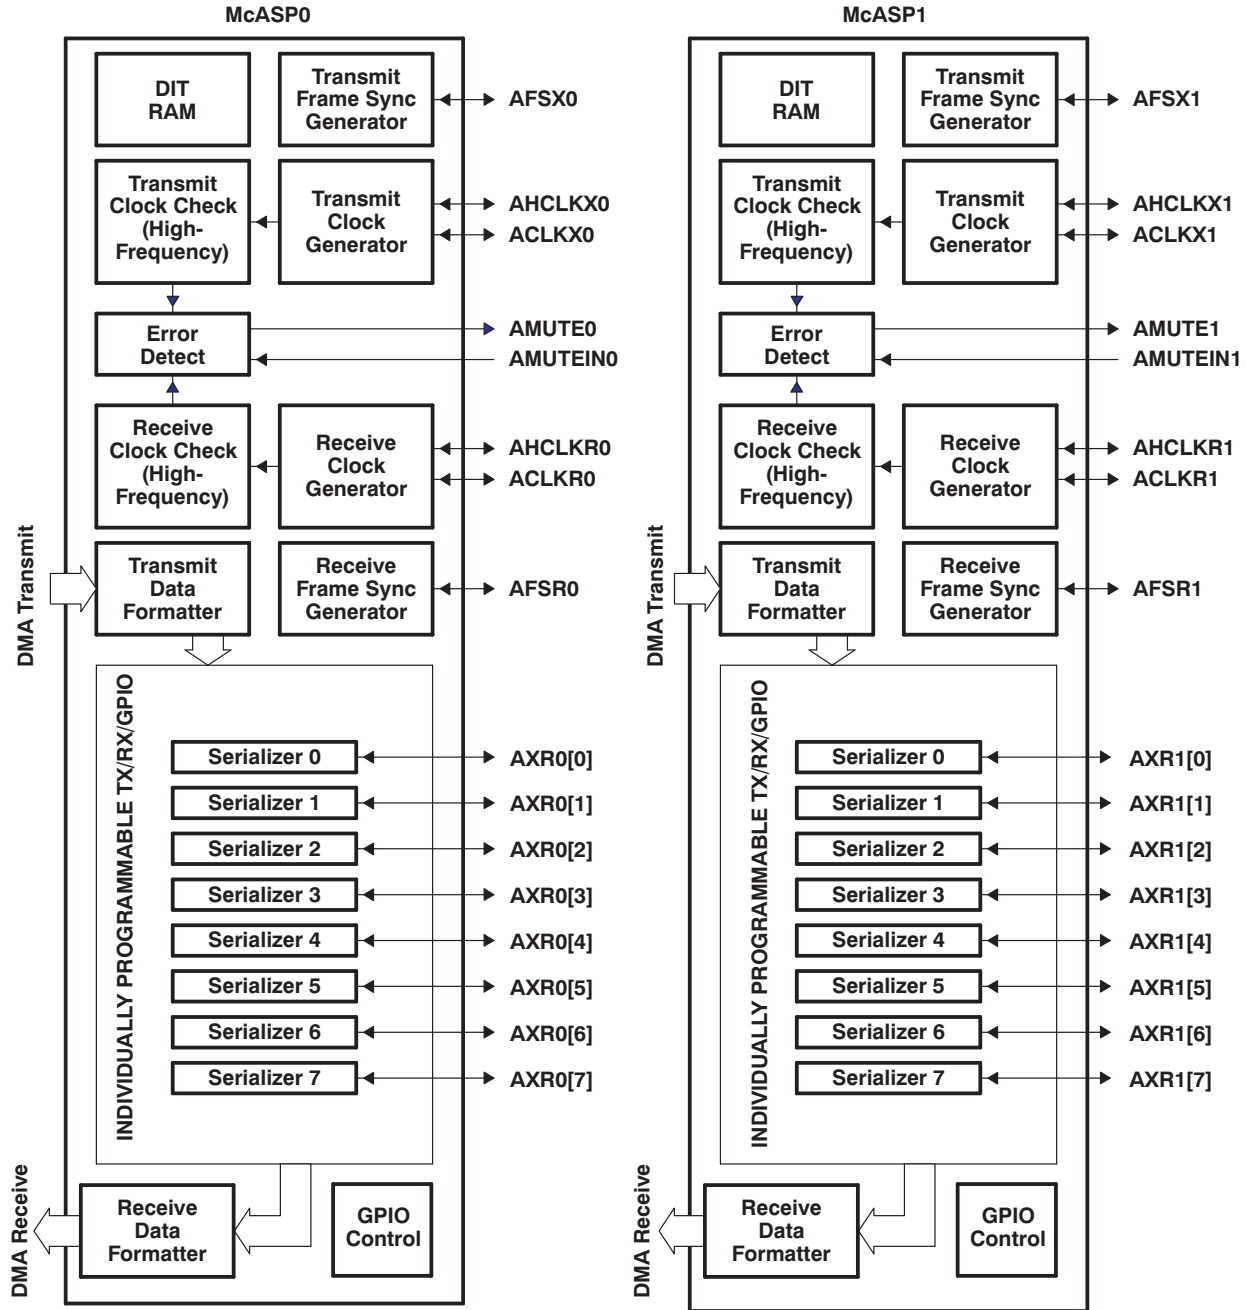 McASP0
DIT
RAM
Transmit
Frame Sync
Generator
AFSX0
Transmit
Clock Check
(High-
Frequency)
Transmit
Clock
Generator
AHCLKX0
ACLKX0
Error
Detect
AMUTE0
AMUTEIN0
Receive
Clock Check
(High-
Frequency)
Receive
Clock
Generator
AHCLKR0
ACLKR0
DMA Transmit
Transmit
Data
Formatter
Receive
Frame Sync
Generator
AFSR0
INDIVIDUALLY PROGRAMMABLE TX/RX/GPIO
Serializer 0
AXR0[0]
Serializer 1
AXR0[1]
Serializer 2
AXR0[2]
Serializer 3
AXR0[3]
Serializer 4
AXR0[4]
Serializer 5
AXR0[5]
Serializer 6
AXR0[6]
Serializer 7
AXR0[7]
DMA Receive
Receive
Data
Formatter
GPIO
Control
McASP1
DIT
RAM
Transmit
Frame Sync
Generator
AFSX1
Transmit
Clock Check
(High-
Frequency)
Transmit
Clock
Generator
AHCLKX1
ACLKX1
Error
Detect
AMUTE1
AMUTEIN1
Receive
Clock Check
(High-
Frequency)
Receive
Clock
Generator
AHCLKR1
ACLKR1
DMA Transmit
Transmit
Data
Formatter
Receive
Frame Sync
Generator
AFSR1
INDIVIDUALLY PROGRAMMABLE TX/RX/GPIO
Serializer 0
AXR1[0]
Serializer 1
AXR1[1]
Serializer 2
AXR1[2]
Serializer 3
AXR1[3]
Serializer 4
AXR1[4]
Serializer 5
AXR1[5]
Serializer 6
AXR1[6]
Serializer 7
AXR1[7]
DMA Receive
Receive
Data
Formatter
GPIO
Control